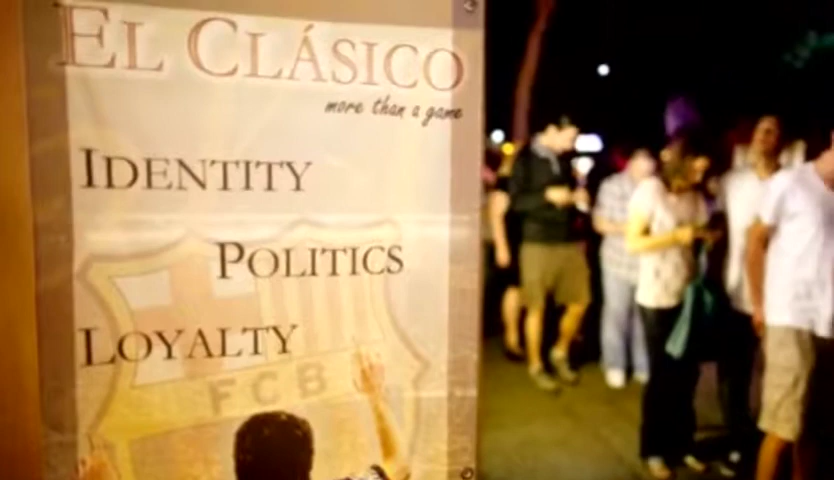 EL CLÁSICO
more than a game
IDENTITY
POLITICS
LOYALTY
FCB